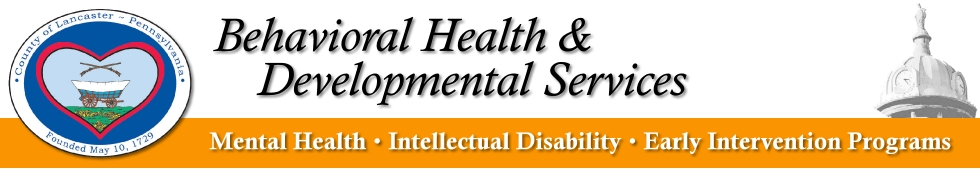 County of Lancaster ~ Pennsylvania
Founded May 10, 1729
Behavioral Health &
Developmental Services
Mental Health • Intellectual Disability • Early Intervention Programs